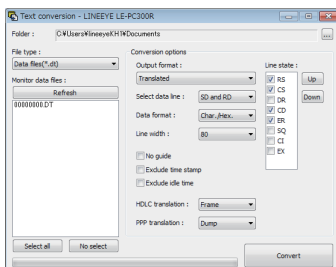 Text conversion - LINEEYE LE-PC300R
Folder : C:¥Users¥lineeyeKH1¥Documents ...
File type :
Data files(*.dt)
Monitor data files :
Refresh
00000000.DT
Select all No select
Conversion options
Output format :
Translated
Select data line : SD and RD
Data format : Char./Hex.
Line width : 80
No guide
Exclude time stamp
Exclude idle time
HDLC translation : Frame
PPP translation : Dump
Line state :
RS
CS
DR
CD
ER
SQ
CI
EX
Up
Down
Convert